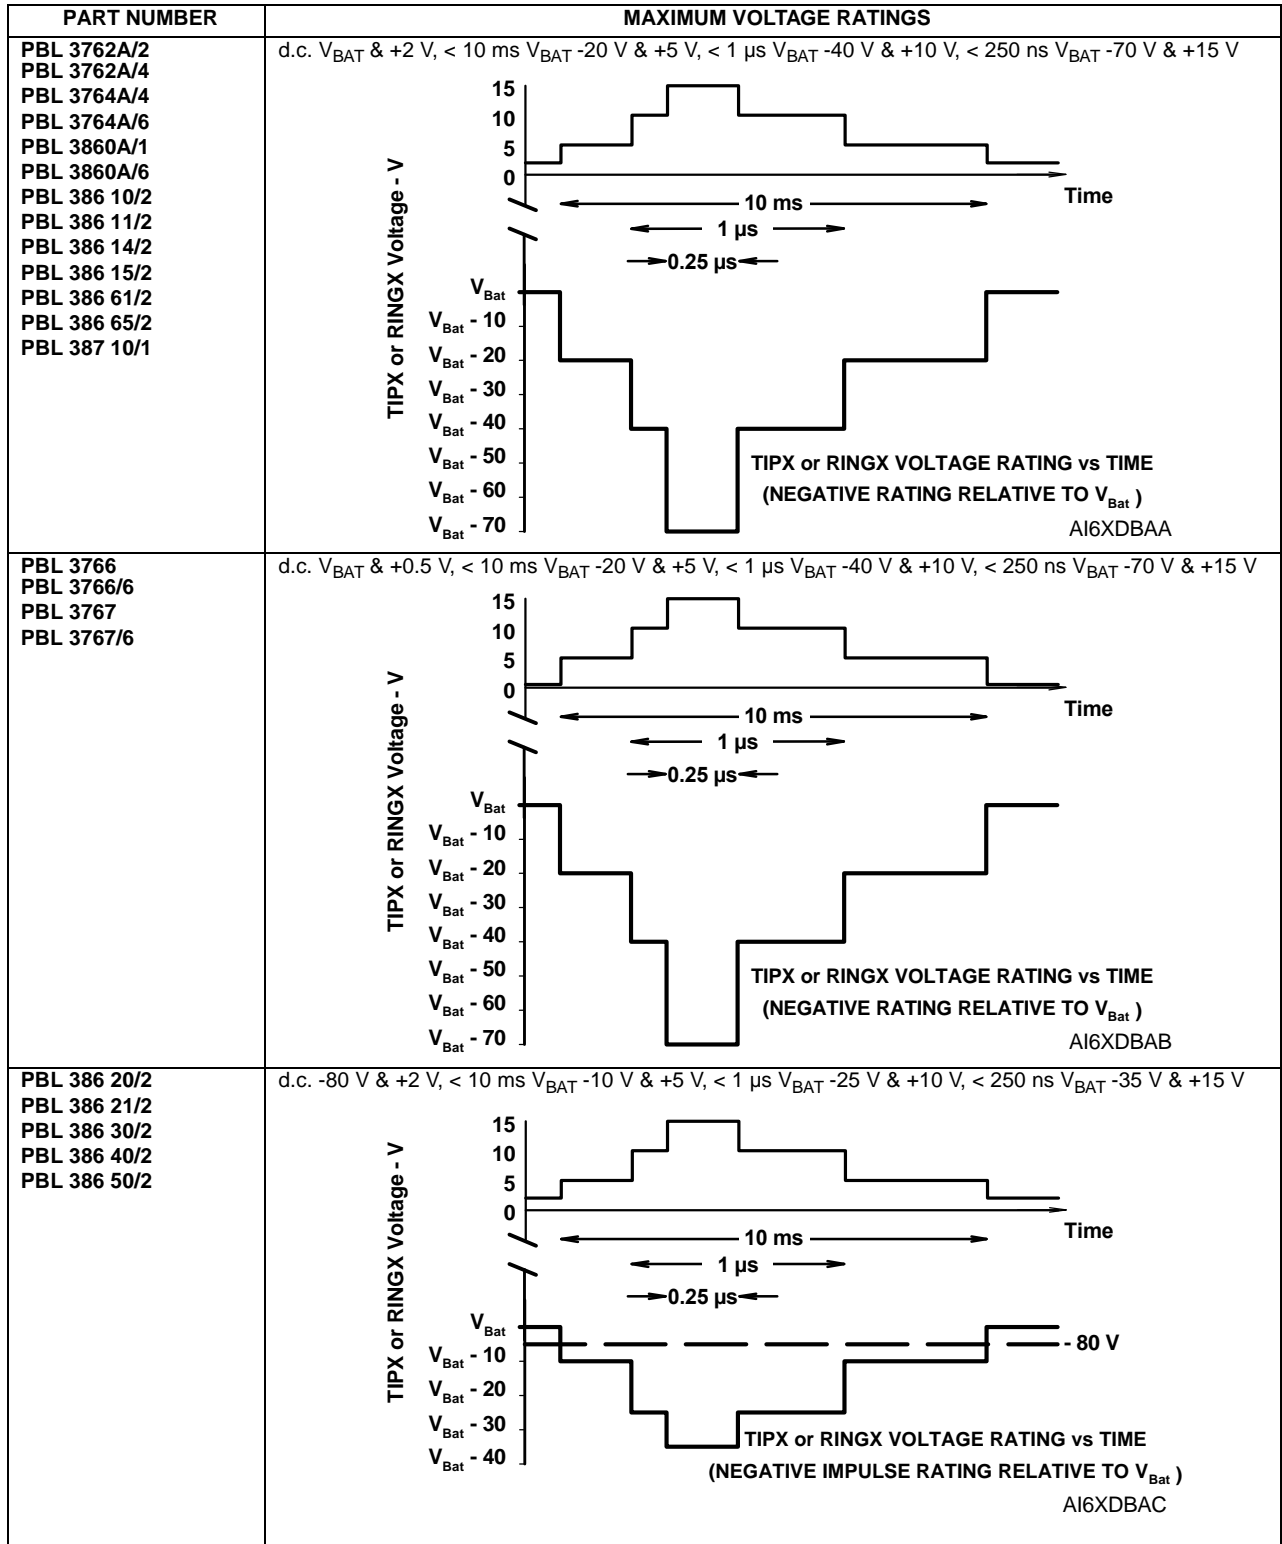 PART NUMBER
MAXIMUM VOLTAGE RATINGS
PBL 3762A/2
PBL 3762A/4
PBL 3764A/4
PBL 3764A/6
PBL 3860A/1
PBL 3860A/6
PBL 386 10/2
PBL 386 11/2
PBL 386 14/2
PBL 386 15/2
PBL 386 61/2
PBL 386 65/2
PBL 387 10/1
d.c. VBAT & +2 V, < 10 ms VBAT -20 V & +5 V, < 1 µs VBAT -40 V & +10 V, < 250 ns VBAT -70 V & +15 V
TIPX or RINGX Voltage - V
15
10
5
0
Time
10 ms
1 µs
0.25 µs
VBat
VBat - 10
VBat - 20
VBat - 30
VBat - 40
VBat - 50
VBat - 60
VBat - 70
TIPX or RINGX VOLTAGE RATING vs TIME
(NEGATIVE RATING RELATIVE TO VBat )
AI6XDBAA
PBL 3766
PBL 3766/6
PBL 3767
PBL 3767/6
d.c. VBAT & +0.5 V, < 10 ms VBAT -20 V & +5 V, < 1 µs VBAT -40 V & +10 V, < 250 ns VBAT -70 V & +15 V
TIPX or RINGX Voltage - V
15
10
5
0
Time
10 ms
1 µs
0.25 µs
VBat
VBat - 10
VBat - 20
VBat - 30
VBat - 40
VBat - 50
VBat - 60
VBat - 70
TIPX or RINGX VOLTAGE RATING vs TIME
(NEGATIVE RATING RELATIVE TO VBat )
AI6XDBAB
PBL 386 20/2
PBL 386 21/2
PBL 386 30/2
PBL 386 40/2
PBL 386 50/2
d.c. -80 V & +2 V, < 10 ms VBAT -10 V & +5 V, < 1 µs VBAT -25 V & +10 V, < 250 ns VBAT -35 V & +15 V
TIPX or RINGX Voltage - V
15
10
5
0
Time
10 ms
1 µs
0.25 µs
VBat
- 80 V
VBat - 10
VBat - 20
VBat - 30
VBat - 40
TIPX or RINGX VOLTAGE RATING vs TIME
(NEGATIVE IMPULSE RATING RELATIVE TO VBat )
AI6XDBAC